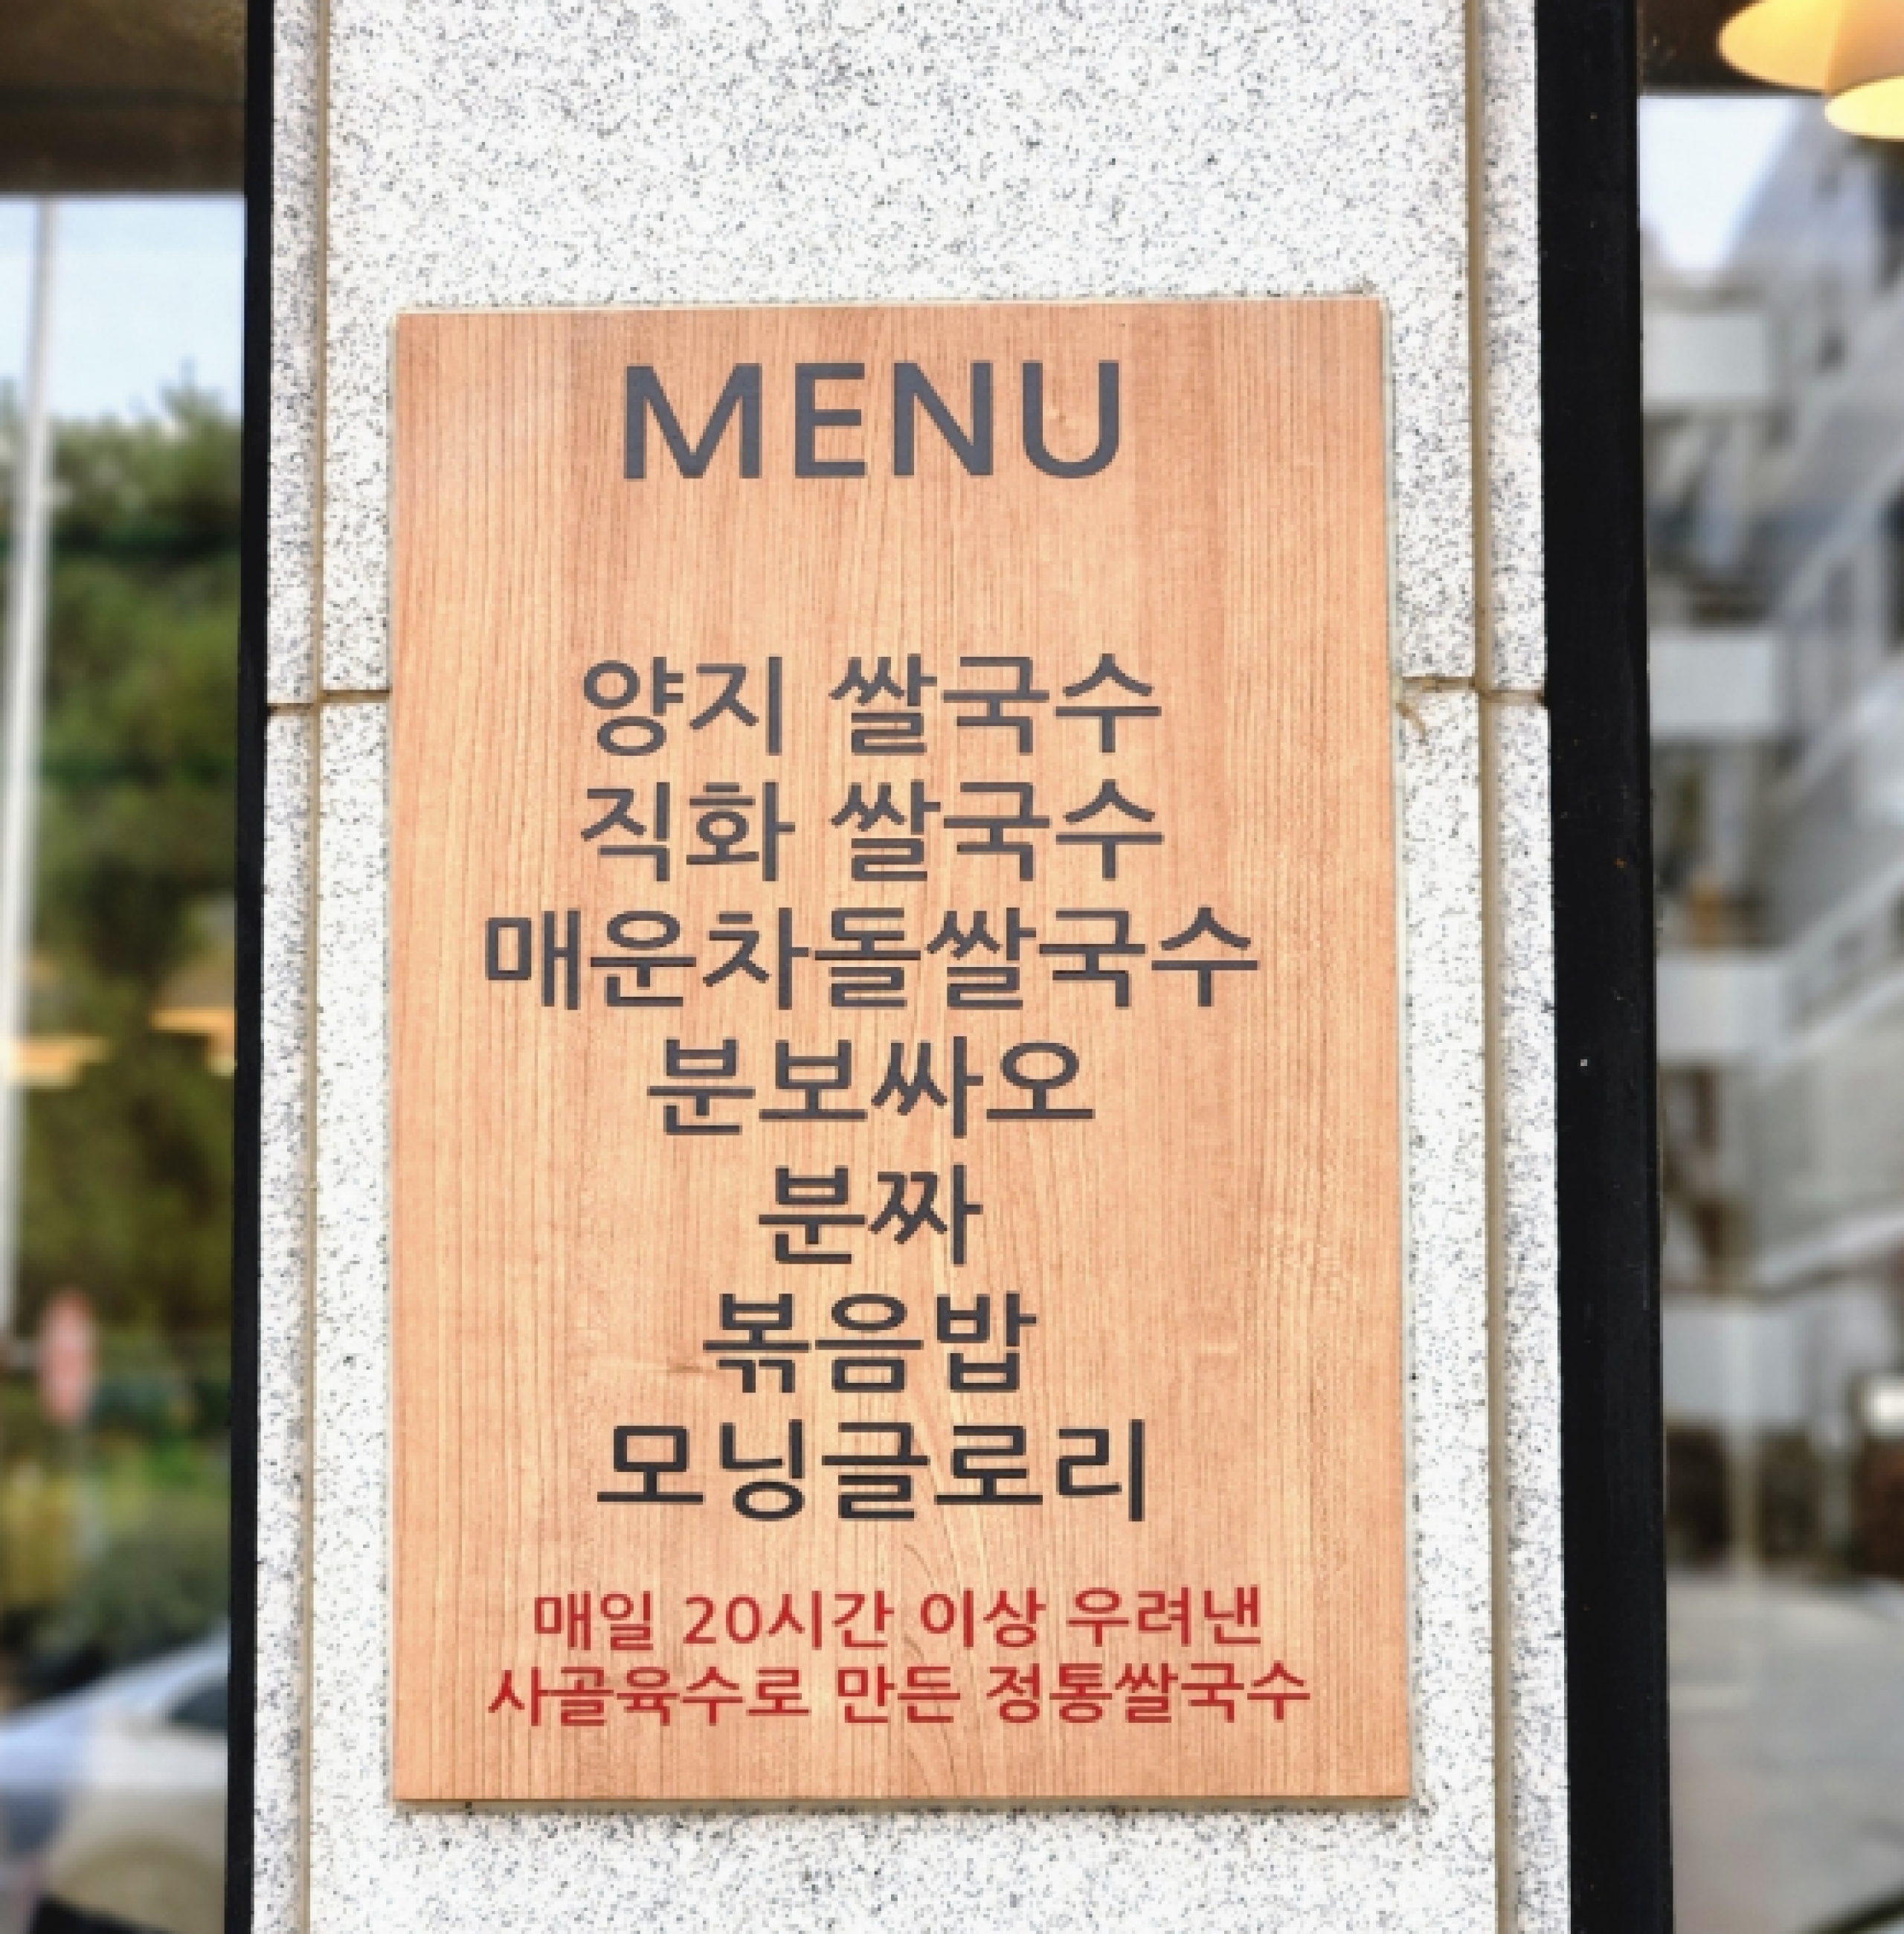 MENU
양지 쌀국수
직화 쌀국수
매운차돌쌀국수
분보싸오
분짜
볶음밥
모닝글로리
매일 20시간 이상 우려낸
사골육수로 만든 정통쌀국수